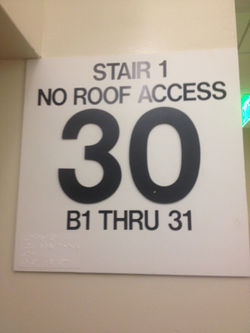 STAIR 1
NO ROOF ACCESS
30
B1 THRU 31